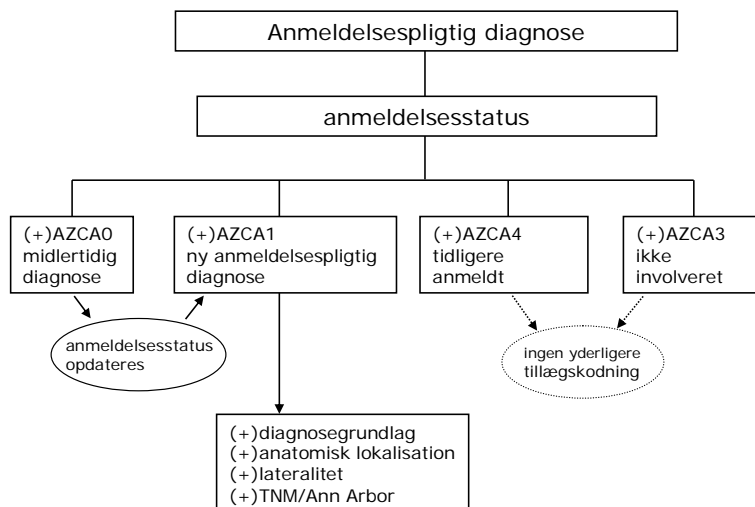 Anmeldelsespligtig diagnose
anmeldelsesstatus
(+)AZCA0
midlertidig
diagnose
(+)AZCA1
ny anmeldelsespligtig
diagnose
(+)AZCA4
tidligere
anmeldt
(+)AZCA3
ikke
involveret
anmeldelsesstatus
opdateres
ingen yderligere
tillægskodning
(+)diagnosegrundlag
(+)anatomisk lokalisation
(+)lateralitet
(+)TNM/Ann Arbor